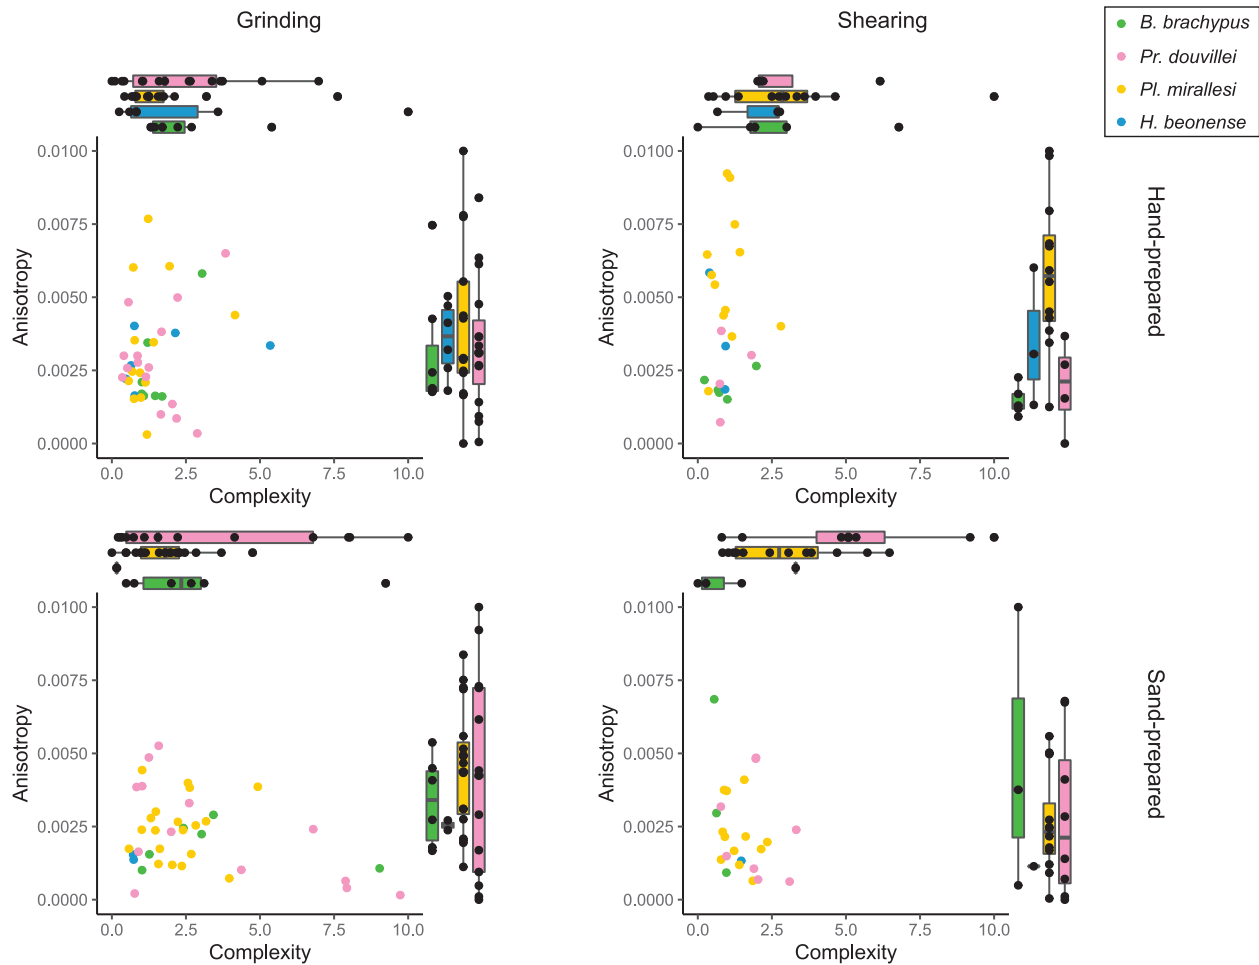 Grinding
Shearing
B. brachypus
Pr. douvillei
Pl. mirallesi
H. beonense
0.0100
0.0075
0.0050
0.0025
0.0000
Anisotropy
0.0 2.5 5.0 7.5 10.0
Complexity
0.0100
0.0075
0.0050
0.0025
0.0000
Anisotropy
0.0 2.5 5.0 7.5 10.0
Complexity
Hand-prepared
0.0100
0.0075
0.0050
0.0025
0.0000
Anisotropy
0.0 2.5 5.0 7.5 10.0
Complexity
0.0100
0.0075
0.0050
0.0025
0.0000
Anisotropy
0.0 2.5 5.0 7.5 10.0
Complexity
Sand-prepared